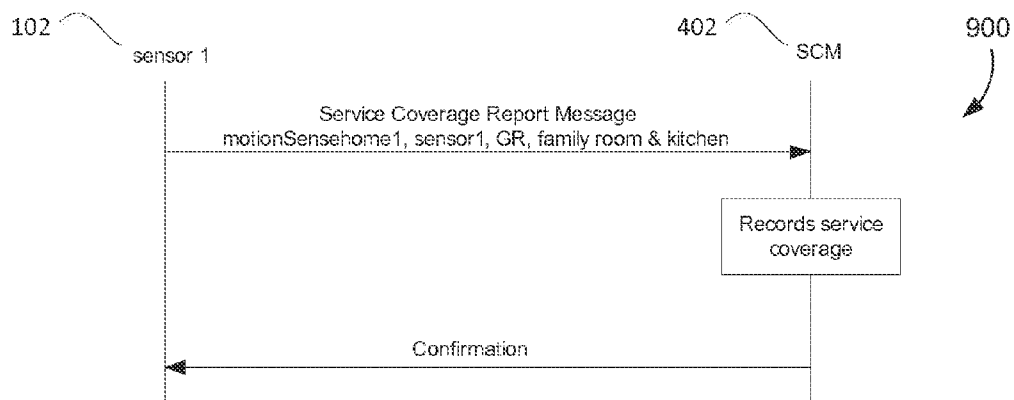 102
sensor 1
402
SCM
900
Service Coverage Report Message
motionSensehome1, sensor1, GR, family room & kitchen
Records service
coverage
Confirmation